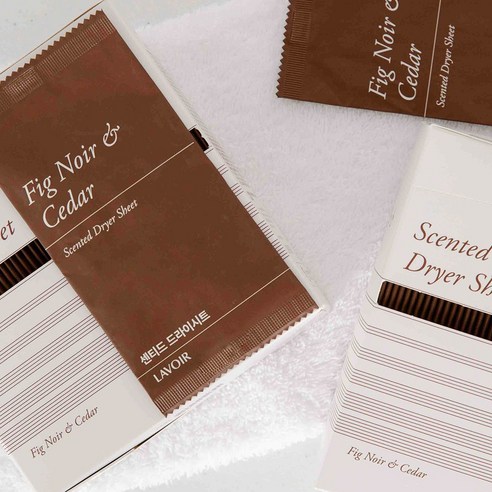 Fig Noir &
Cedar
Scented Dryer Sheet
센티드 드라이시트
LAVOIR
Fig Noir & Cedar
Fig Noir &
Cedar
Scented Dryer Sheet
Scented
Dryer Sheet
Fig Noir & Cedar